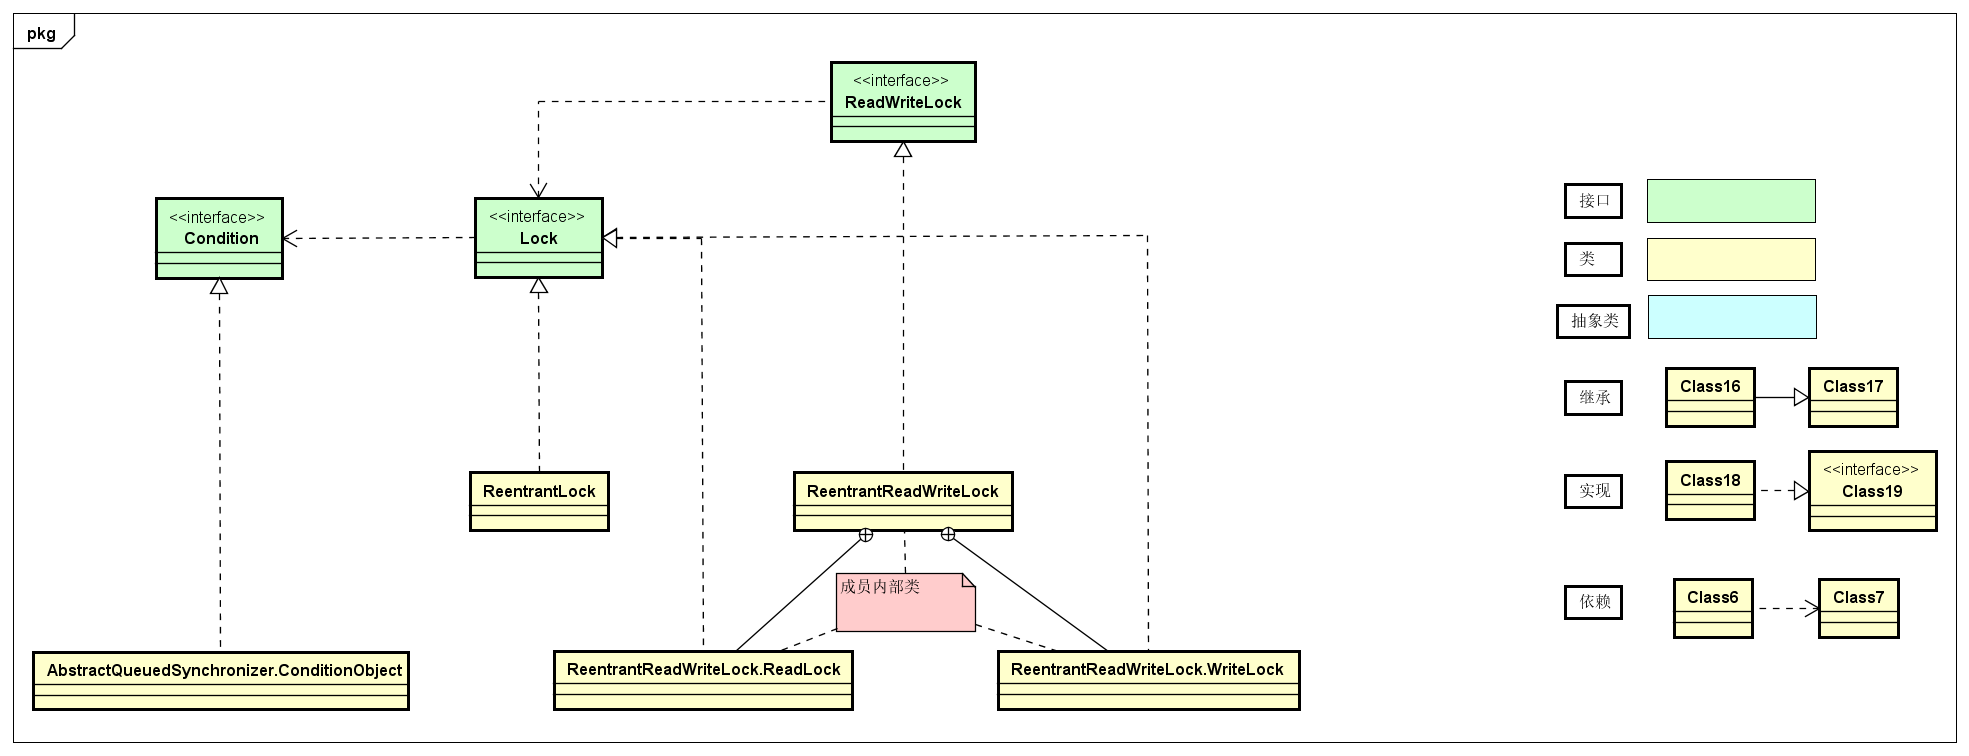 pkg
<<interface>>
ReadWriteLock
<<interface>>
Condition
<<interface>>
Lock
ReentrantLock
ReentrantReadWriteLock
成员内部类
AbstractQueuedSynchronizer.ConditionObject
ReentrantReadWriteLock.ReadLock
ReentrantReadWriteLock.WriteLock
接口
类
抽象类
继承
Class16
Class17
实现
Class18
<<interface>>
Class19
依赖
Class6
Class7